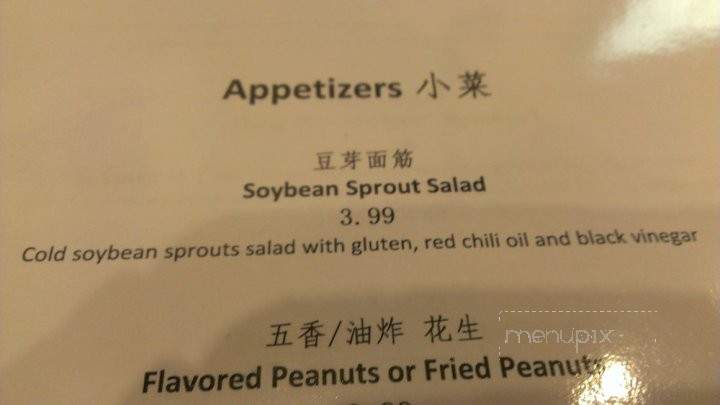 Appetizers 小菜
豆芽面筋
Soybean Sprout Salad
3.99
Cold soybean sprouts salad with gluten, red chili oil and black vinegar
五香/油炸 花生
menupix
Flavored Peanuts or Fried Peanuts